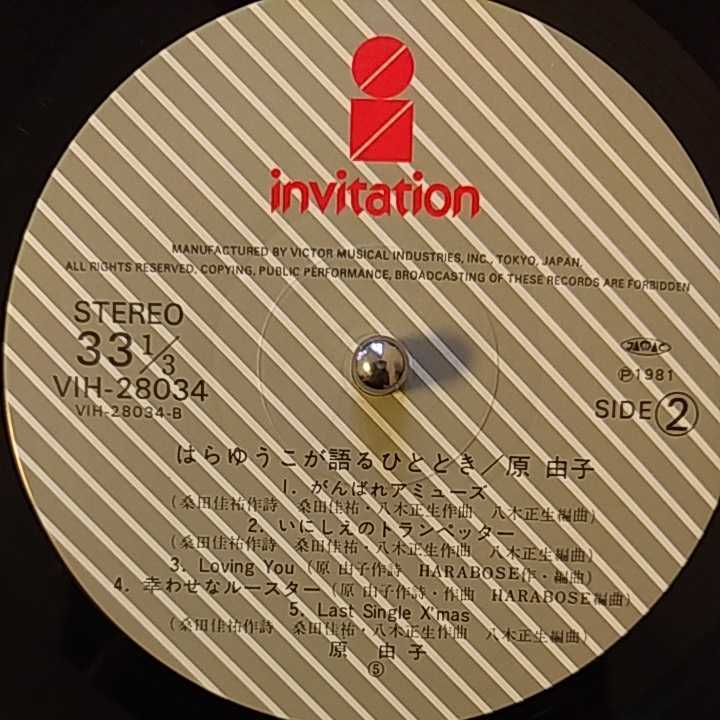 invitation
MANUFACTURED BY VICTOR MUSICAL INDUSTRIES, INC., TOKYO, JAPAN,
ALL RIGHTS RESERVED, COPYING, PUBLIC PERFORMANCE, BROADCASTING OF THESE RECORDS ARE FORBIDDEN
STEREO
33 1/3
VIH-28034
VIH-28034-B
Ⓟ1981
SIDE 2
はらゆうこが語るひととき／原 由子
1. がんばれアミューズ
(桑田佳祐作詩 桑田佳祐・八木正生作曲 八木正生編曲)
2. いにしえのトランペッター
(桑田佳祐作詩 桑田佳祐・八木正生作曲 八木正生編曲)
3. Loving You (原 由子作詩 HARABOSE作・編曲)
4. 幸わせなルースター (原 由子作詩・作曲 HARABOSE編曲)
5. Last Single X'mas
(桑田佳祐作詩 桑田佳祐・八木正生作曲 八木正生編曲)
原 由子
⑤